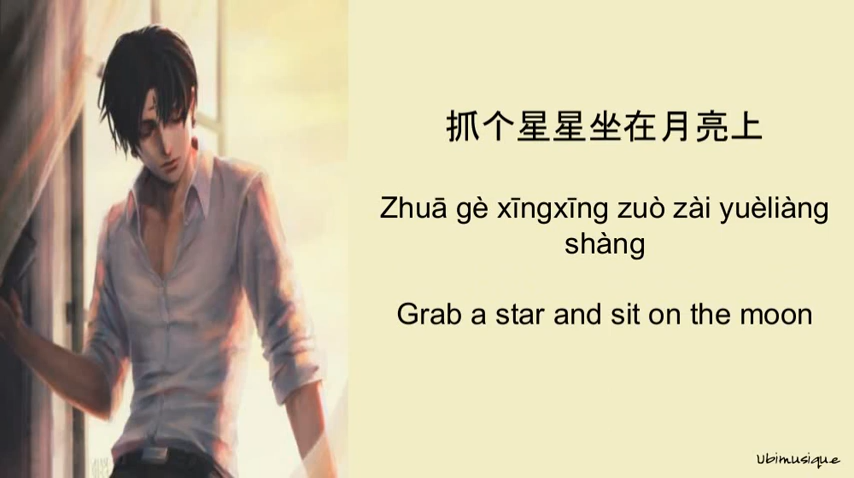 抓个星星坐在月亮上
Zhuā gè xīngxīng zuò zài yuèliàng
shàng
Grab a star and sit on the moon
Ubimusique